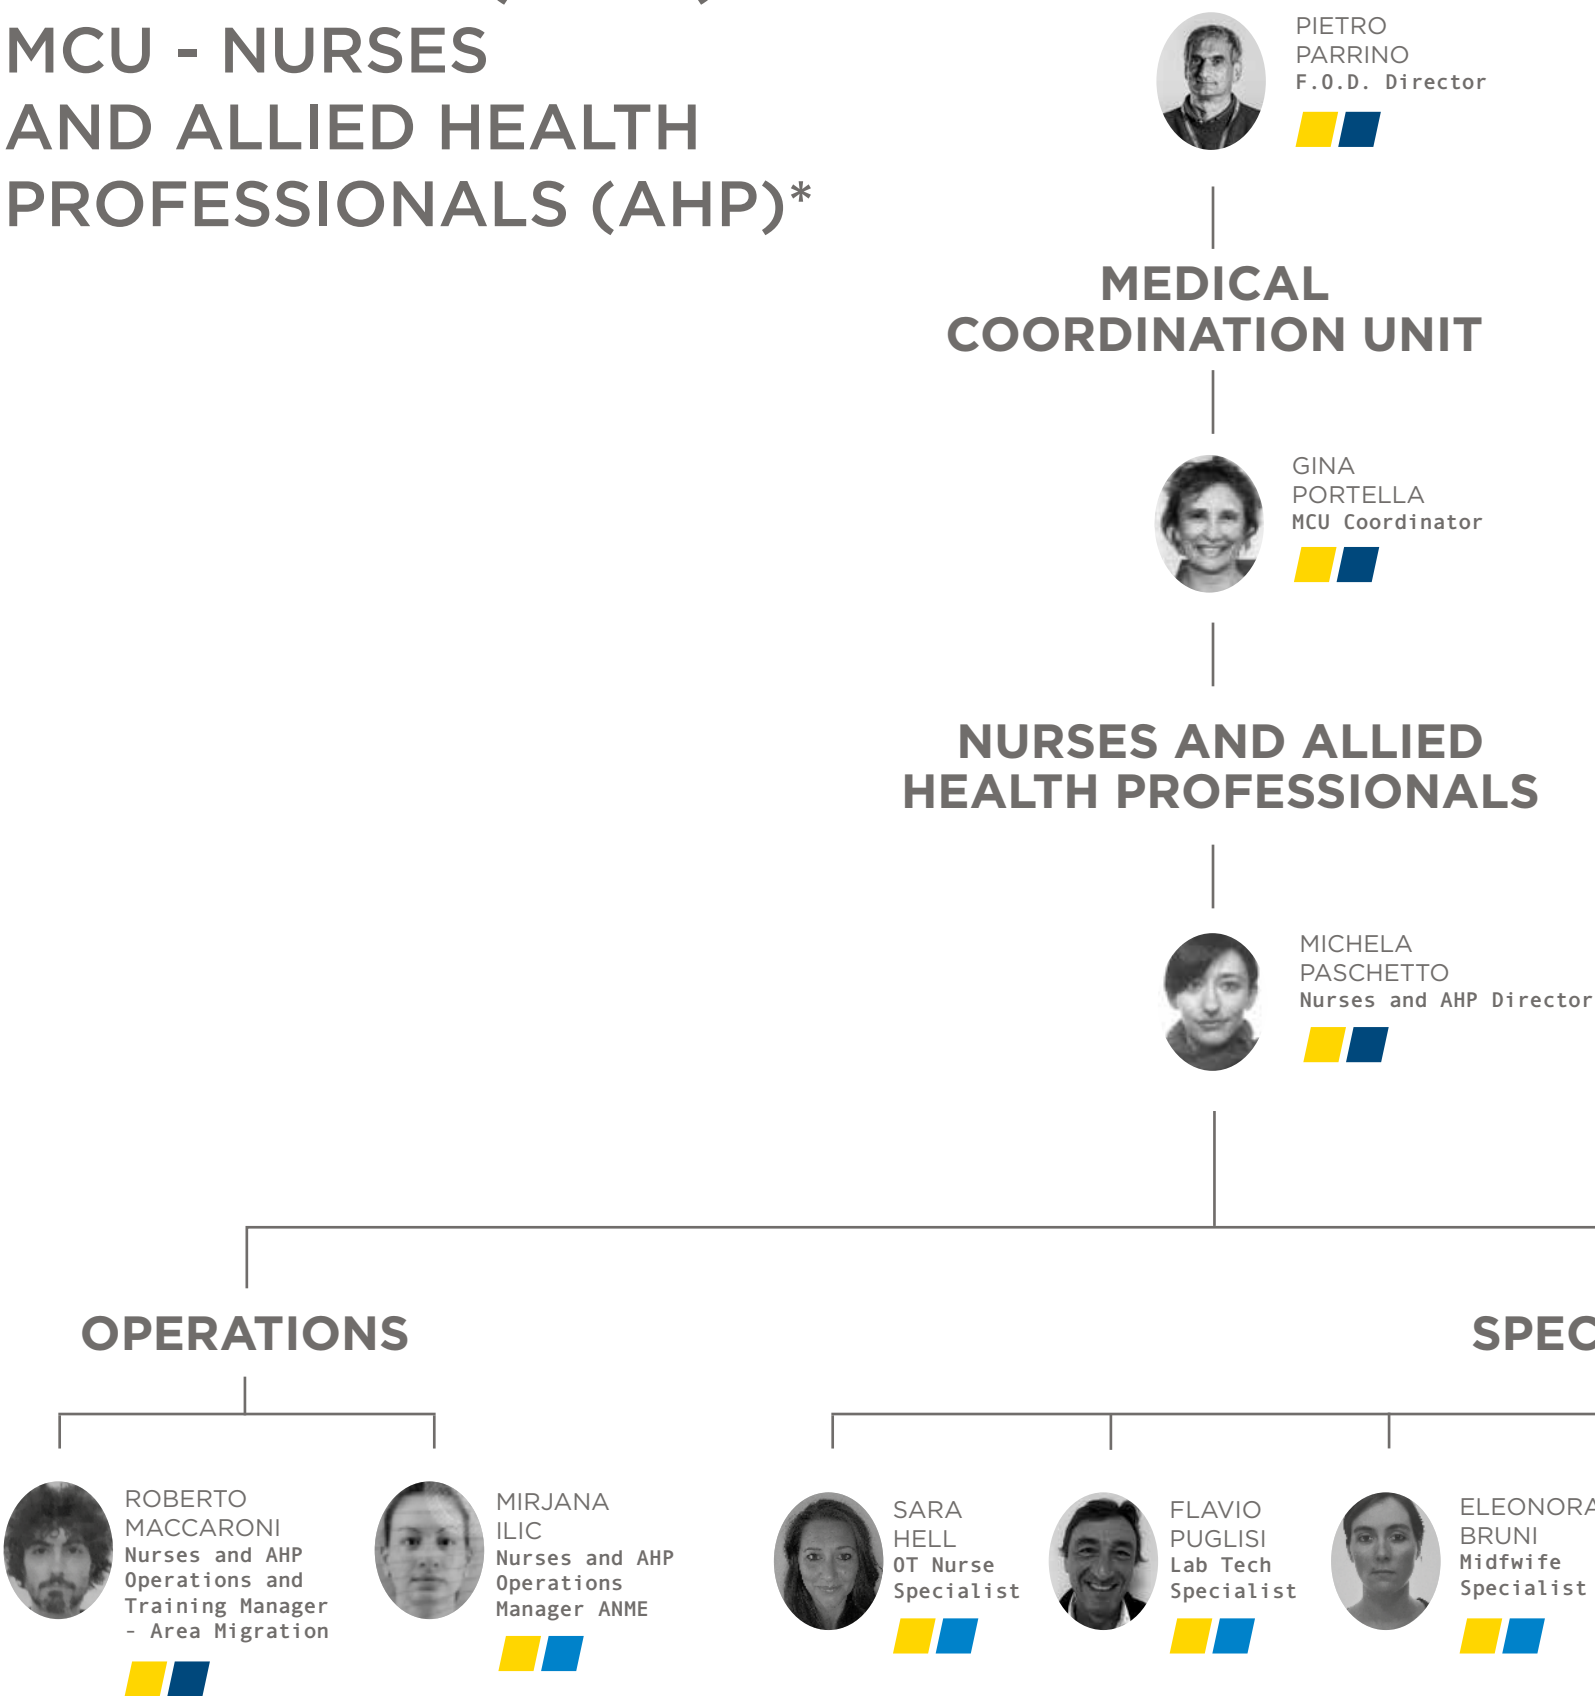 MCU - NURSES
AND ALLIED HEALTH
PROFESSIONALS (AHP)*
PIETRO
PARRINO
F.O.D. Director
MEDICAL
COORDINATION UNIT
GINA
PORTELLA
MCU Coordinator
NURSES AND ALLIED
HEALTH PROFESSIONALS
MICHELA
PASCHETTO
Nurses and AHP Director
OPERATIONS
SPEC
ROBERTO
MACCARONI
Nurses and AHP
Operations and
Training Manager
- Area Migration
MIRJANA
ILIC
Nurses and AHP
Operations
Manager ANME
SARA
HELL
OT Nurse
Specialist
FLAVIO
PUGLISI
Lab Tech
Specialist
ELEONORA
BRUNI
Midfwife
Specialist